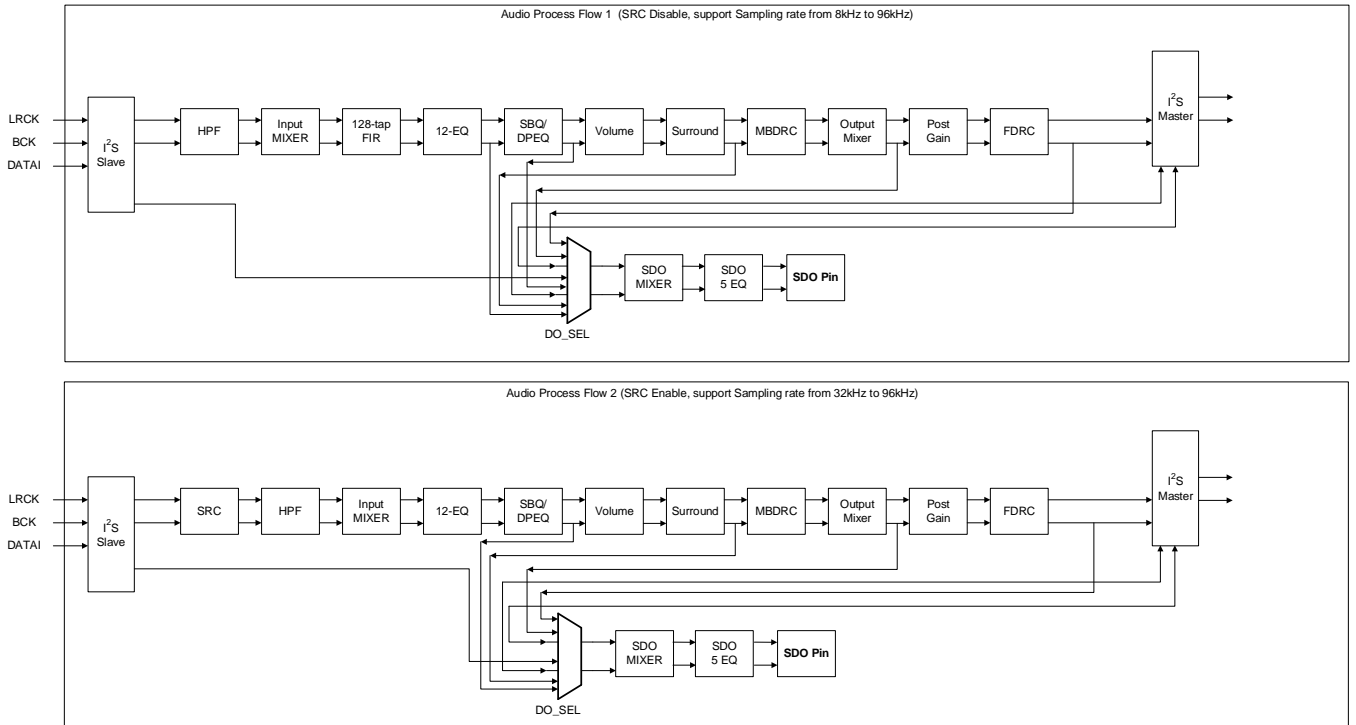 Audio Process Flow 1 (SRC Disable, support Sampling rate from 8kHz to 96kHz)
LRCK
BCK
DATAI
I²S
Slave
HPF
Input
MIXER
128-tap
FIR
12-EQ
SBQ/
DPEQ
Volume
Surround
MBDRC
Output
Mixer
Post
Gain
FDRC
I²S
Master
DO_SEL
SDO
MIXER
SDO
5 EQ
SDO Pin
Audio Process Flow 2 (SRC Enable, support Sampling rate from 32kHz to 96kHz)
LRCK
BCK
DATAI
I²S
Slave
SRC
HPF
Input
MIXER
12-EQ
SBQ/
DPEQ
Volume
Surround
MBDRC
Output
Mixer
Post
Gain
FDRC
I²S
Master
DO_SEL
SDO
MIXER
SDO
5 EQ
SDO Pin